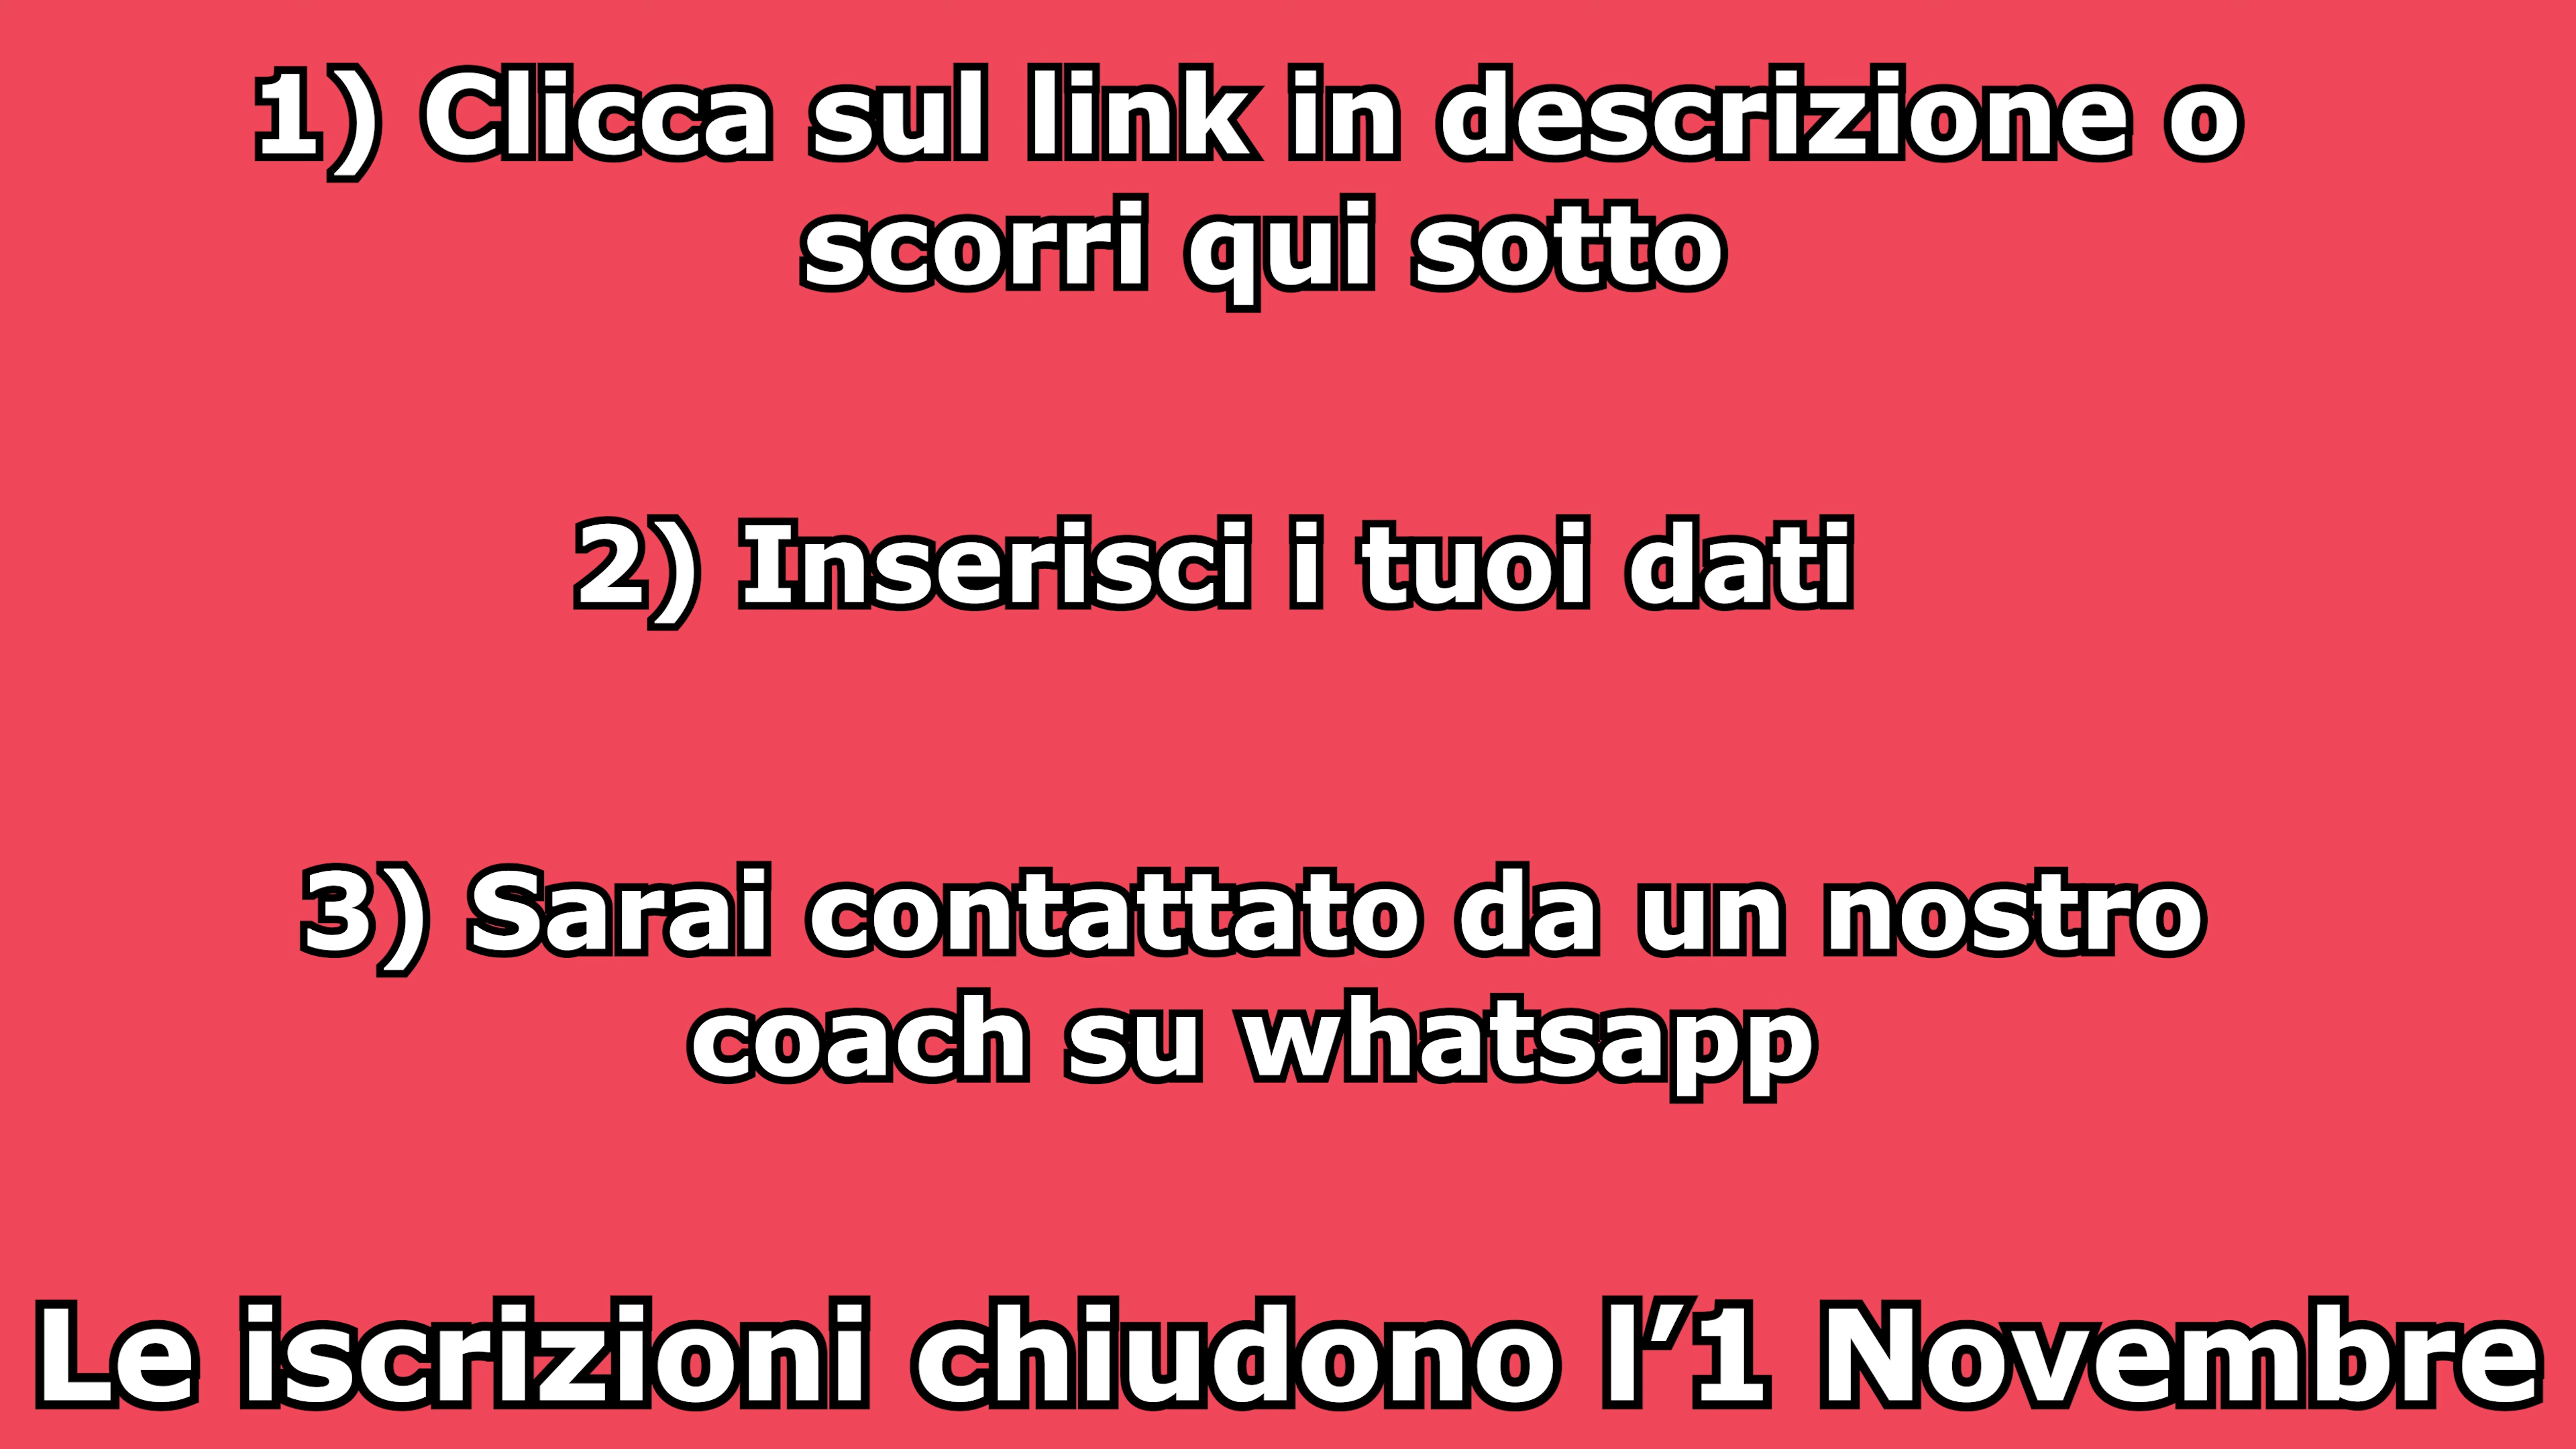 1) Clicca sul link in descrizione o
scorri qui sotto
2) Inserisci i tuoi dati
3) Sarai contattato da un nostro
coach su whatsapp
Le iscrizioni chiudono l’1 Novembre